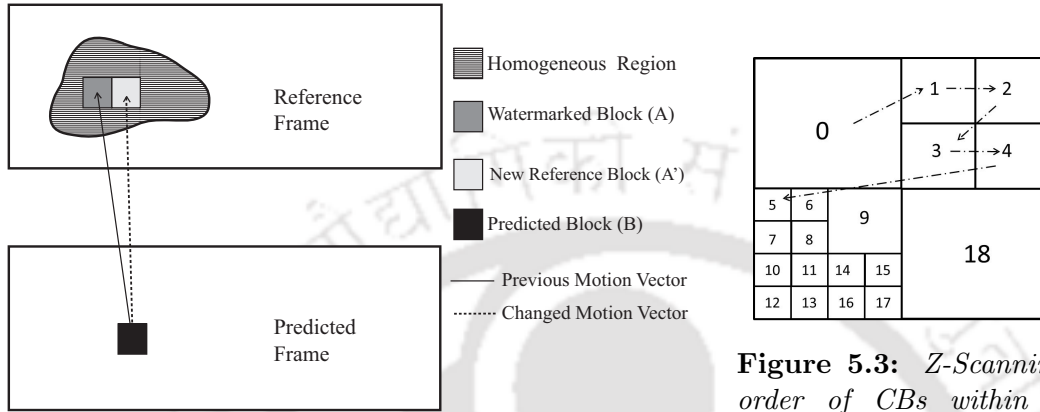 Reference
Frame
Homogeneous Region
Watermarked Block (A)
New Reference Block (A')
Predicted Block (B)
Previous Motion Vector
Changed Motion Vector
Predicted
Frame
0
1
2
3
4
5
6
7
8
9
10
11
12
13
14
15
16
17
18
Figure 5.3: Z-Scannin
order of CBs within